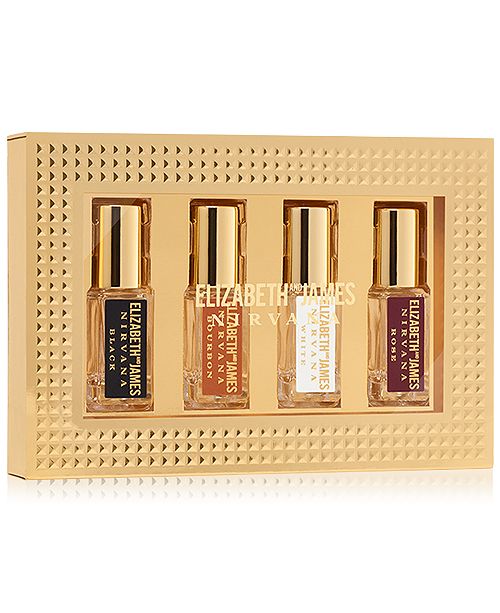 ELIZABETH AND JAMES
NIRVANA
ELIZABETH AND JAMES
NIRVANA
BLACK
ELIZABETH AND JAMES
NIRVANA
BOURBON
ELIZABETH AND JAMES
NIRVANA
WHITE
ELIZABETH AND JAMES
NIRVANA
ROSE